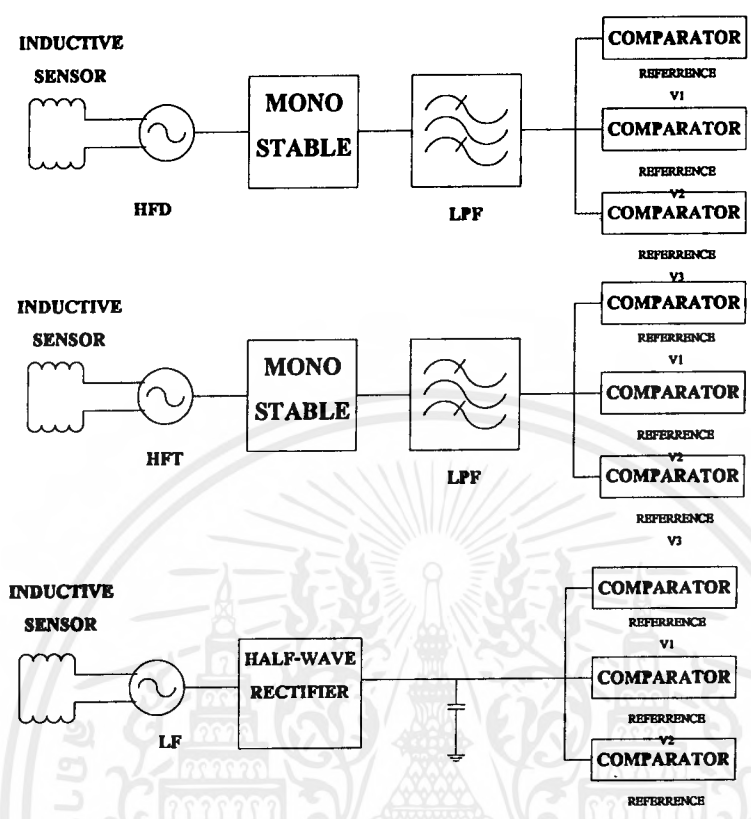 INDUCTIVE
SENSOR
HFD
MONO
STABLE
LPF
COMPARATOR
REFERRENCE
V1
COMPARATOR
REFERRENCE
V2
COMPARATOR
REFERRENCE
V3
INDUCTIVE
SENSOR
HFT
MONO
STABLE
LPF
COMPARATOR
REFERRENCE
V1
COMPARATOR
REFERRENCE
V2
COMPARATOR
REFERRENCE
V3
INDUCTIVE
SENSOR
LF
HALF-WAVE
RECTIFIER
COMPARATOR
REFERRENCE
V1
COMPARATOR
REFERRENCE
V2
COMPARATOR
REFERRENCE